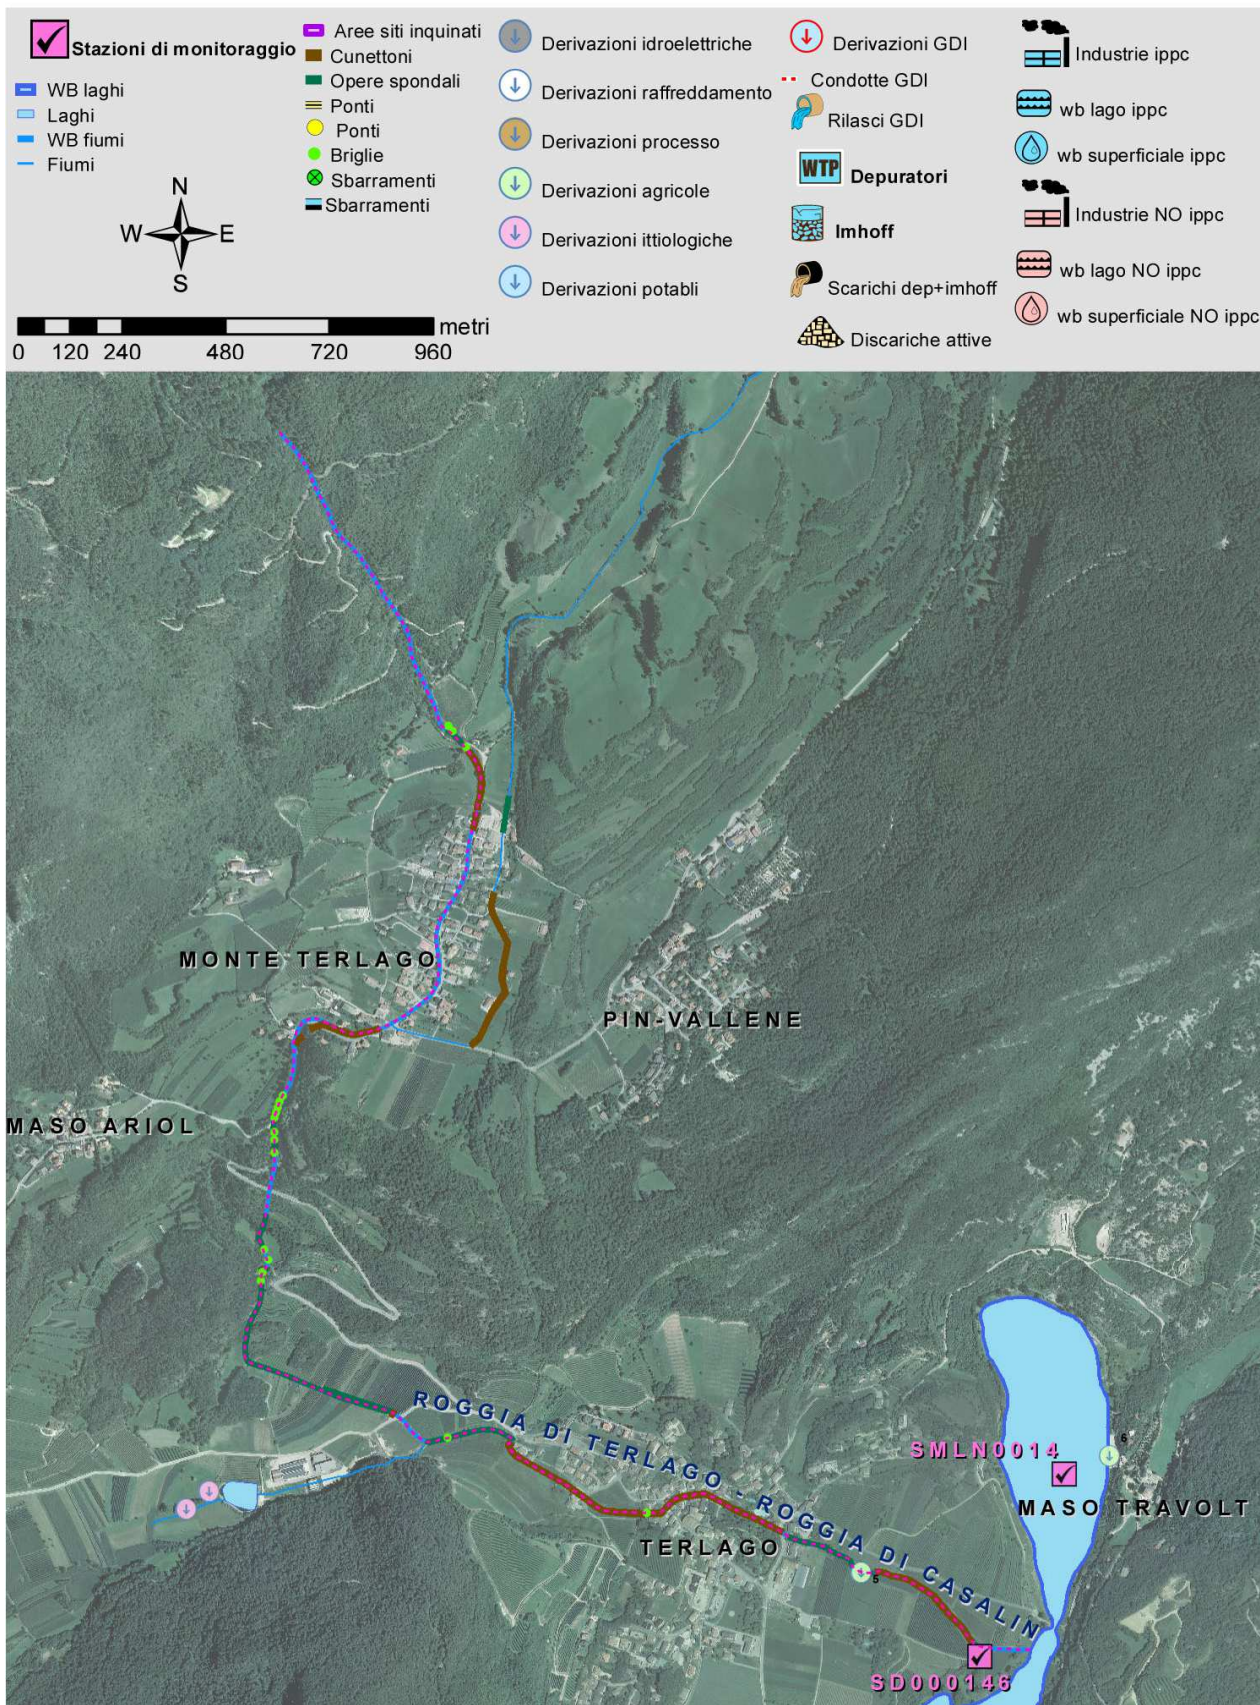 Stazioni di monitoraggio
WB laghi
Laghi
WB fiumi
Fiumi
N
W E
S
metri
0 120 240 480 720 960
Aree siti inquinati
Cunettoni
Opere spondali
Ponti
Ponti
Briglie
Sbarramenti
Sbarramenti
Derivazioni idroelettriche
Derivazioni raffreddamento
Derivazioni processo
Derivazioni agricole
Derivazioni ittiologiche
Derivazioni potabli
Derivazioni GDI
Condotte GDI
Rilasci GDI
WTP Depuratori
Imhoff
Scarichi dep+imhoff
Discariche attive
Industrie ippc
wb lago ippc
wb superficiale ippc
Industrie NO ippc
wb lago NO ippc
wb superficiale NO ippc
MONTE TERLAGO
PIN-VALLENE
MASO ARIOL
ROGGIA DI TERLAGO - ROGGIA DI CASALIN
6
SMLN0014
MASO TRAVOLT
TERLAGO
5
SD000146